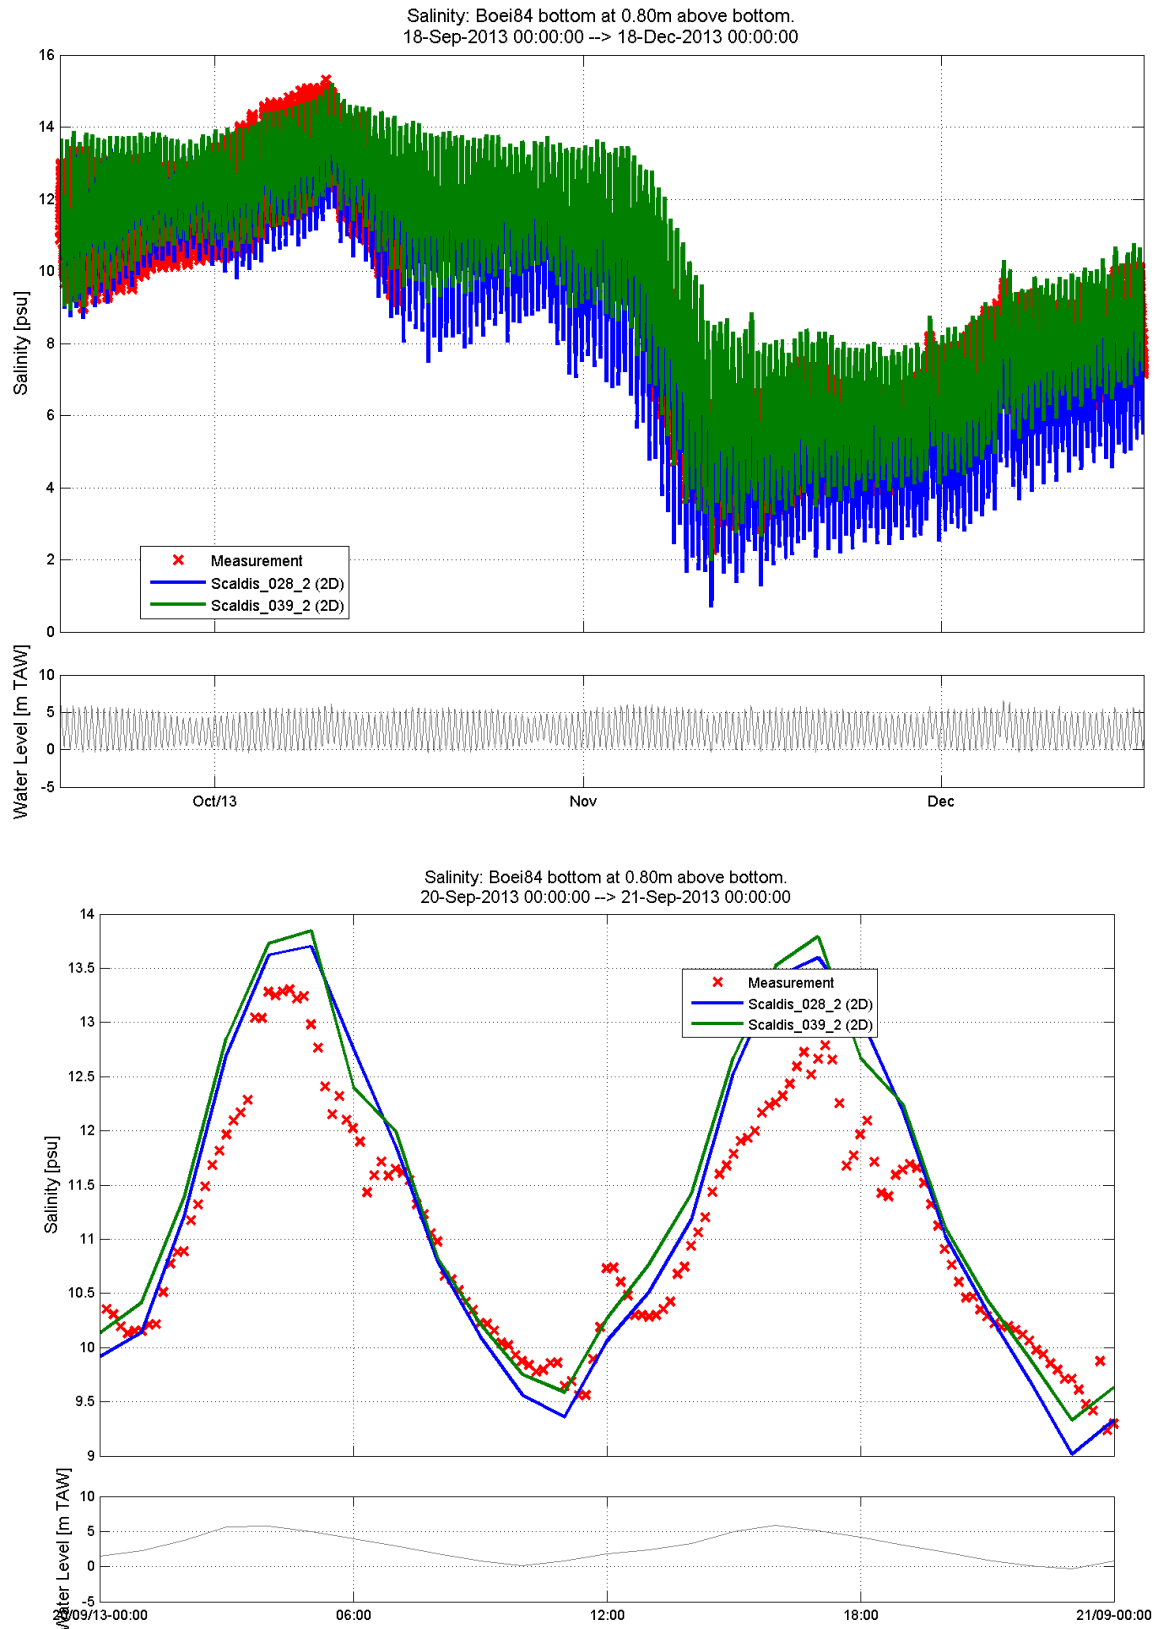 Salinity: Boei84 bottom at 0.80m above bottom.
18-Sep-2013 00:00:00 --> 18-Dec-2013 00:00:00
16
14
12
10
8
6
4
2
0
Salinity [psu]
Measurement
Scaldis_028_2 (2D)
Scaldis_039_2 (2D)
10
5
0
-5
Water Level [m TAW]
Oct/13
Nov
Dec
Salinity: Boei84 bottom at 0.80m above bottom.
20-Sep-2013 00:00:00 --> 21-Sep-2013 00:00:00
14
13.5
13
12.5
12
11.5
11
10.5
10
9.5
9
Salinity [psu]
Measurement
Scaldis_028_2 (2D)
Scaldis_039_2 (2D)
10
5
0
-5
Water Level [m TAW]
20/09/13-00:00
06:00
12:00
18:00
21/09-00:00